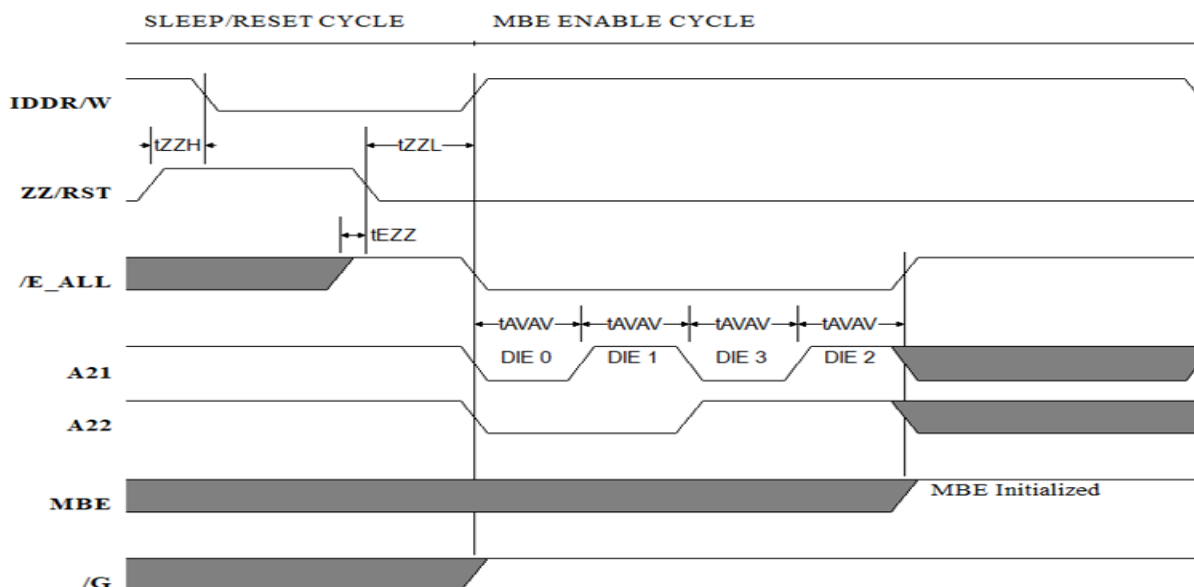 SLEEP/RESET CYCLE MBE ENABLE CYCLE
IDDR/W
tZZH tZZL
ZZ/RST
tEZZ
/E_ALL
tAVAV tAVAV tAVAV tAVAV
DIE 0 DIE 1 DIE 3 DIE 2
A21
A22
MBE Initialized
MBE
/G